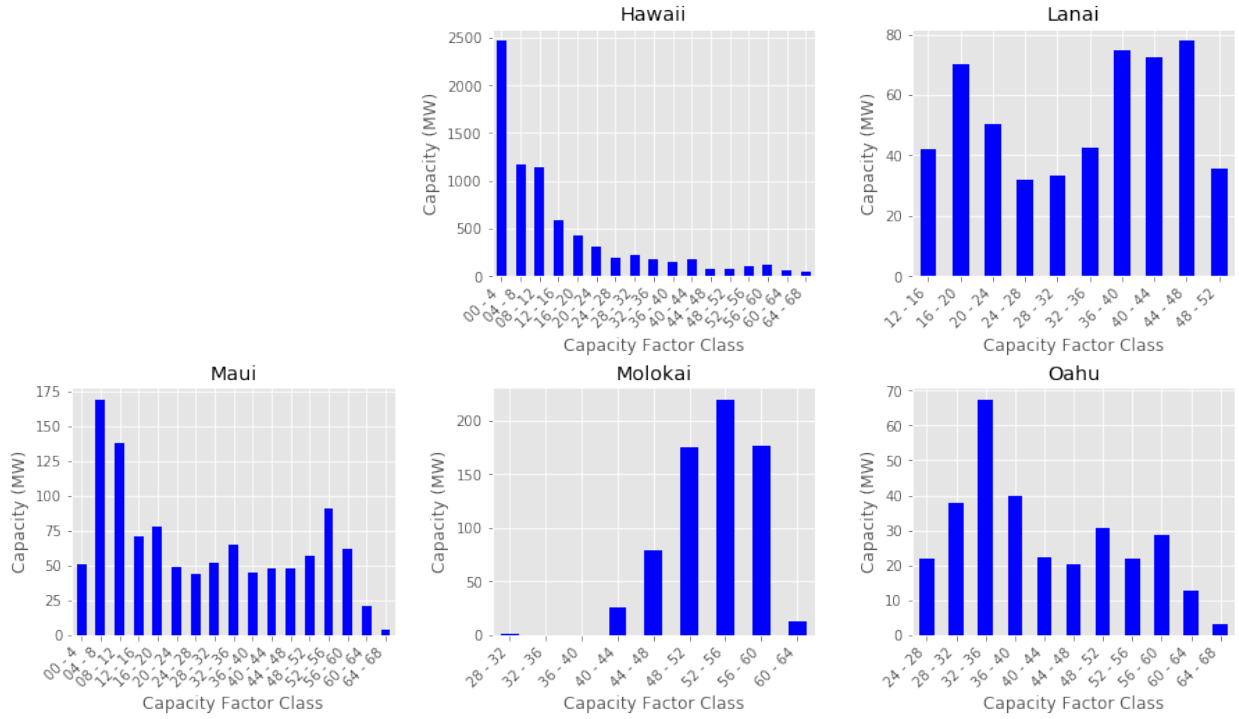 Hawaii
Capacity (MW)
2500
2000
1500
1000
500
0
00 - 4
04 - 8
08 - 12
12 - 16
16 - 20
20 - 24
24 - 28
28 - 32
32 - 36
36 - 40
40 - 44
44 - 48
48 - 52
52 - 56
56 - 60
60 - 64
64 - 68
Capacity Factor Class
Lanai
Capacity (MW)
80
60
40
20
0
12 - 16
16 - 20
20 - 24
24 - 28
28 - 32
32 - 36
36 - 40
40 - 44
44 - 48
48 - 52
Capacity Factor Class
Maui
Capacity (MW)
175
150
125
100
75
50
25
0
00 - 4
04 - 8
08 - 12
12 - 16
16 - 20
20 - 24
24 - 28
28 - 32
32 - 36
36 - 40
40 - 44
44 - 48
48 - 52
52 - 56
56 - 60
60 - 64
64 - 68
Capacity Factor Class
Molokai
Capacity (MW)
200
150
100
50
0
28 - 32
32 - 36
36 - 40
40 - 44
44 - 48
48 - 52
52 - 56
56 - 60
60 - 64
Capacity Factor Class
Oahu
Capacity (MW)
70
60
50
40
30
20
10
0
24 - 28
28 - 32
32 - 36
36 - 40
40 - 44
44 - 48
48 - 52
52 - 56
56 - 60
60 - 64
64 - 68
Capacity Factor Class